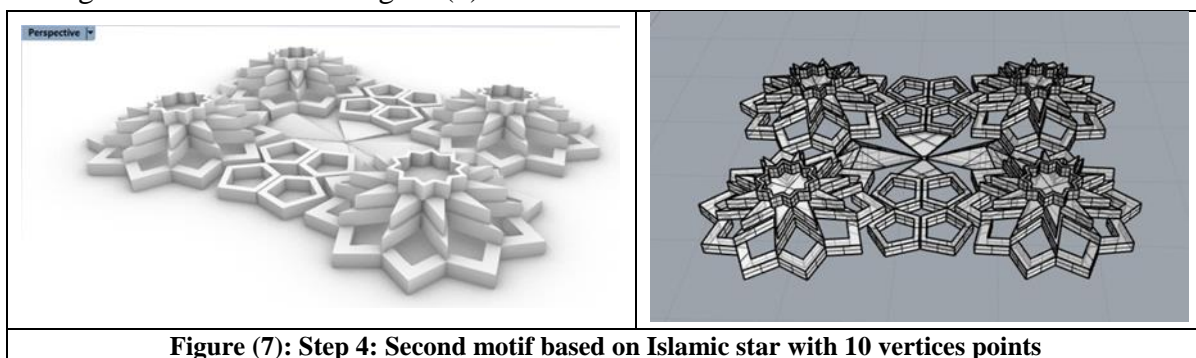 Perspective
Figure (7): Step 4: Second motif based on Islamic star with 10 vertices points